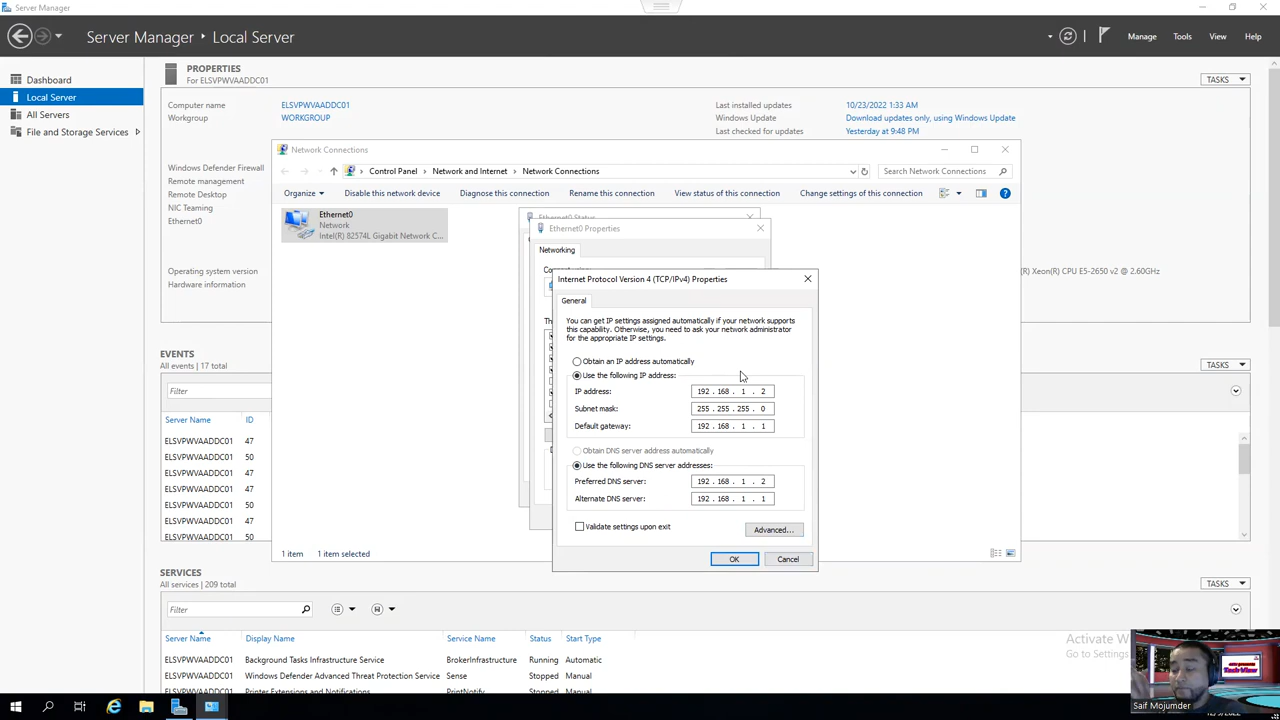 Server Manager
Server Manager • Local Server
Manage Tools View Help
Dashboard
Local Server
All Servers
File and Storage Services
PROPERTIES
For ELSVPWVAADDC01
TASKS
Computer name ELSVPWVAADDC01
Workgroup WORKGROUP
Last installed updates 10/23/2022 1:33 AM
Windows Update Download updates only, using Windows Update
Last checked for updates Yesterday at 9:48 PM
Windows Defender Firewall
Remote management
Remote Desktop
NIC Teaming
Ethernet0
Operating system version
Hardware information
(R) Xeon(R) CPU E5-2650 v2 @ 2.60GHz
Network Connections
Control Panel > Network and Internet > Network Connections
Search Network Connections
Organize Disable this network device Diagnose this connection Rename this connection View status of this connection Change settings of this connection
Ethernet0
Network
Intel(R) 82574L Gigabit Network C...
1 item 1 item selected
Ethernet0 Status
Ethernet0 Properties
Networking
Internet Protocol Version 4 (TCP/IPv4) Properties
General
You can get IP settings assigned automatically if your network supports
this capability. Otherwise, you need to ask your network administrator
for the appropriate IP settings.
Obtain an IP address automatically
Use the following IP address:
IP address: 192 . 168 . 1 . 2
Subnet mask: 255 . 255 . 255 . 0
Default gateway: 192 . 168 . 1 . 1
Obtain DNS server address automatically
Use the following DNS server addresses:
Preferred DNS server: 192 . 168 . 1 . 2
Alternate DNS server: 192 . 168 . 1 . 1
Validate settings upon exit
Advanced...
OK Cancel
EVENTS
All events | 17 total
TASKS
Filter
Server Name ID
ELSVPWVAADDC01 47
ELSVPWVAADDC01 50
ELSVPWVAADDC01 47
ELSVPWVAADDC01 47
ELSVPWVAADDC01 50
ELSVPWVAADDC01 47
ELSVPWVAADDC01 50
SERVICES
All services | 209 total
TASKS
Filter
Server Name Display Name Service Name Status Start Type
ELSVPWVAADDC01 Background Tasks Infrastructure Service BrokerInfrastructure Running Automatic
ELSVPWVAADDC01 Windows Defender Advanced Threat Protection Service Sense Stopped Manual
ELSVPWVAADDC01 Printer Extensions and Notifications PrintNotify Stopped Manual
Activate W
Go to Settings
Tech View
Saif Mojumder